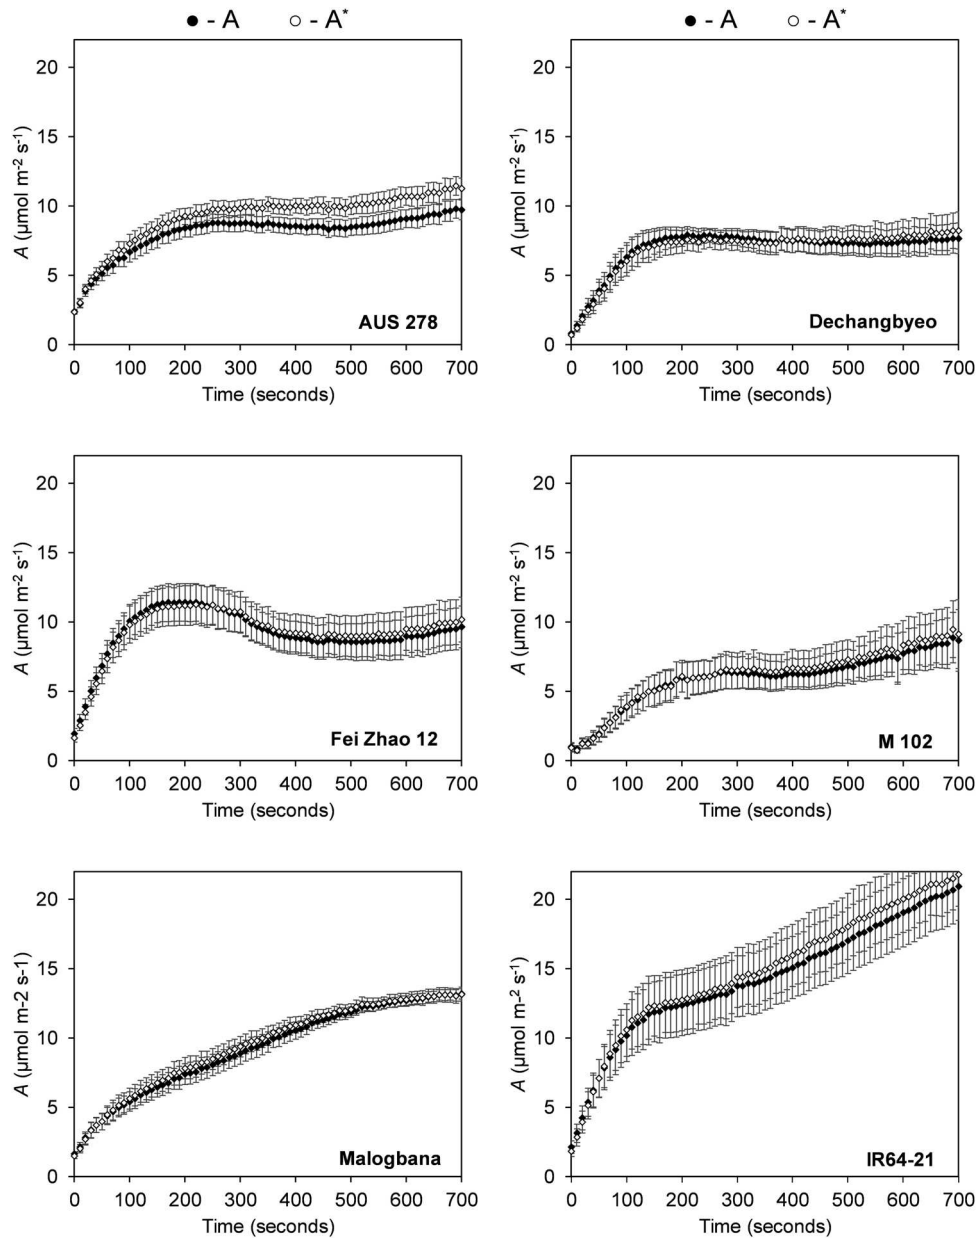 - A - A*
- A - A*
20
15
10
5
0
A (µmol m-2 s-1)
AUS 278
0 100 200 300 400 500 600 700
Time (seconds)
20
15
10
5
0
A (µmol m-2 s-1)
Dechangbyeo
0 100 200 300 400 500 600 700
Time (seconds)
20
15
10
5
0
A (µmol m-2 s-1)
Fei Zhao 12
0 100 200 300 400 500 600 700
Time (seconds)
20
15
10
5
0
A (µmol m-2 s-1)
M 102
0 100 200 300 400 500 600 700
Time (seconds)
20
15
10
5
0
A (µmol m-2 s-1)
Malogbana
0 100 200 300 400 500 600 700
Time (seconds)
20
15
10
5
0
A (µmol m-2 s-1)
IR64-21
0 100 200 300 400 500 600 700
Time (seconds)